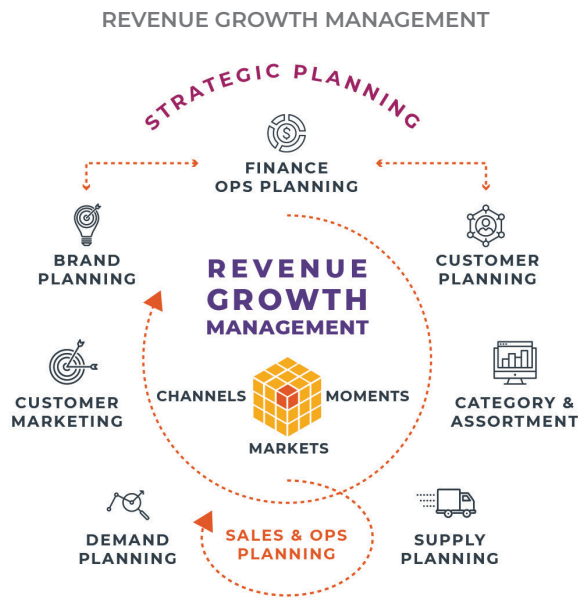 REVENUE GROWTH MANAGEMENT
STRATEGIC PLANNING
FINANCE
OPS PLANNING
BRAND
PLANNING
CUSTOMER
PLANNING
REVENUE
GROWTH
MANAGEMENT
CHANNELS
MOMENTS
MARKETS
CUSTOMER
MARKETING
CATEGORY &
ASSORTMENT
DEMAND
PLANNING
SALES & OPS
PLANNING
SUPPLY
PLANNING